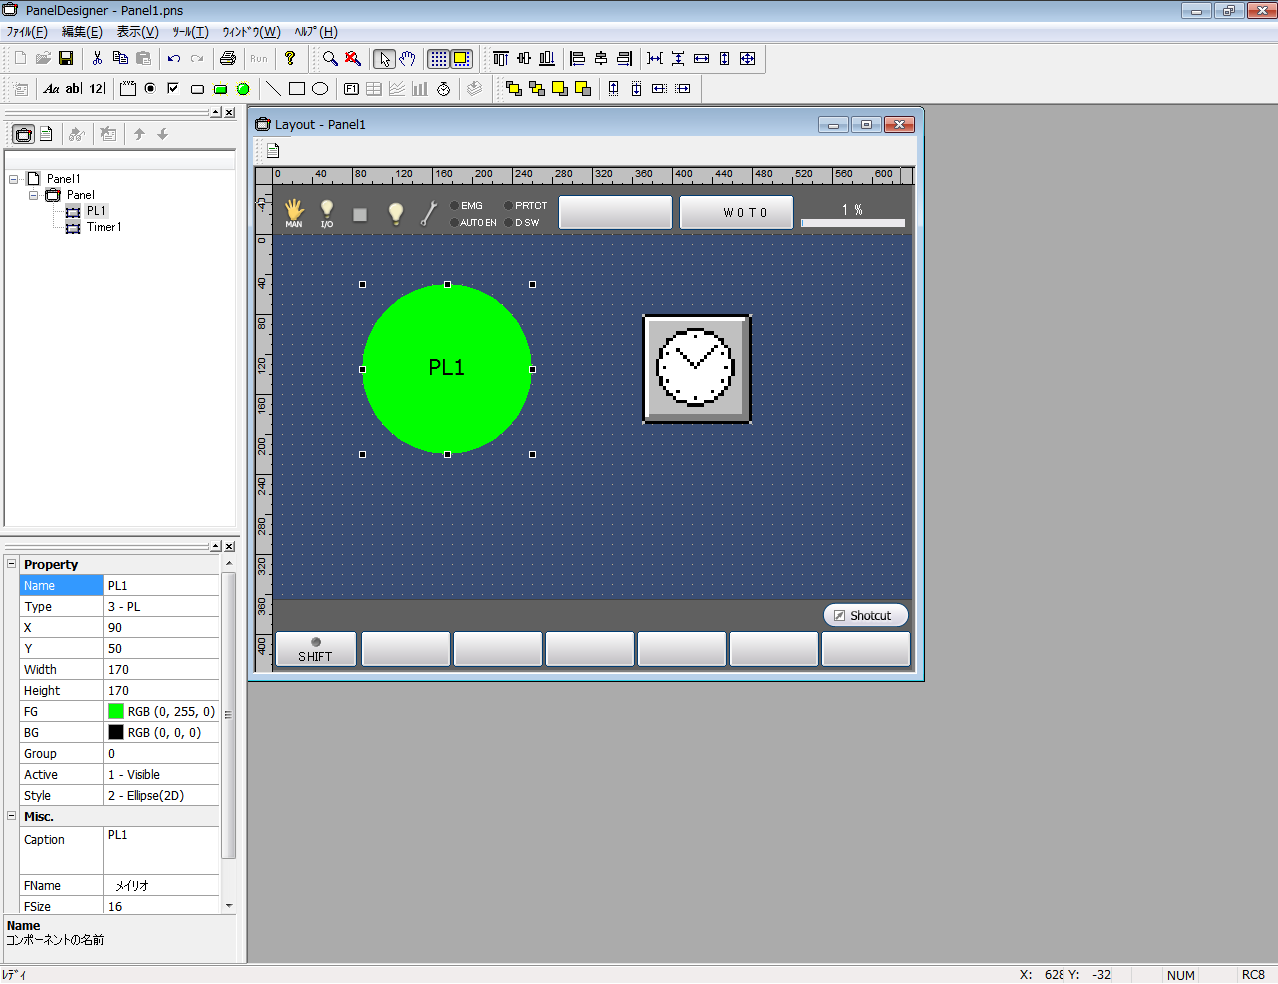 PanelDesigner - Panel1.pns
ﾌｧｲﾙ(F) 編集(E) 表示(V) ﾂｰﾙ(T) ｳｨﾝﾄﾞｳ(W) ﾍﾙﾌﾟ(H)
Run ?
Aa ab| 12| XYZ F1
Layout - Panel1
Panel1
Panel
PL1
Timer1
0 40 80 120 160 200 240 280 320 360 400 440 480 520 560 600
-40 0 40 80 120 160 200 240 280 320 360 400
MAN I/O EMG PRTCT W0T0 1 %
AUTOEN DSW
PL1
Shotcut
SHIFT
Property
Name PL1
Type 3 - PL
X 90
Y 50
Width 170
Height 170
FG RGB (0, 255, 0)
BG RGB (0, 0, 0)
Group 0
Active 1 - Visible
Style 2 - Ellipse(2D)
Misc.
Caption PL1
FName メイリオ
FSize 16
Name
コンポーネントの名前
ﾚﾃﾞｨ X: 628 Y: -32 NUM RC8